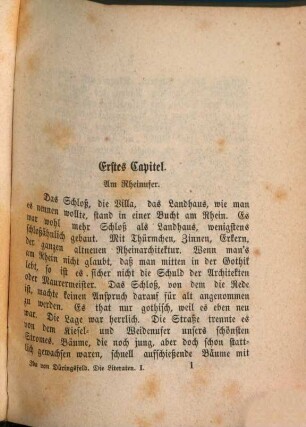 Erstes Capitel.
Am Rheinufer.
Das Schloß, die Villa, das Landhaus, wie man
es nennen wollte, stand in einer Bucht am Rhein. Es
war wohl mehr Schloß als Landhaus, wenigstens
schloßähnlich gebaut. Mit Thürmchen, Zinnen, Erkern,
der ganzen altneuen Rheinarchitektur. Wenn man's
am Rhein nicht glaubt, daß man mitten in der Gothik
lebt, so ist es sicher nicht die Schuld der Architekten
oder Maurermeister. Das Schloß, von dem die Rede
ist, machte keinen Anspruch darauf für alt angenommen
zu werden. Es that nur gothisch, weil es eben neu
war. Die Lage war herrlich. Die Straße trennte es
von dem Kiesel- und Weidenufer unsers schönsten
Stromes. Bäume, die noch jung, aber doch schon statt-
lich gewachsen waren, schnell aufschießende Bäume mit
Ida von Düringsfeld. Die Literaten. I. 1